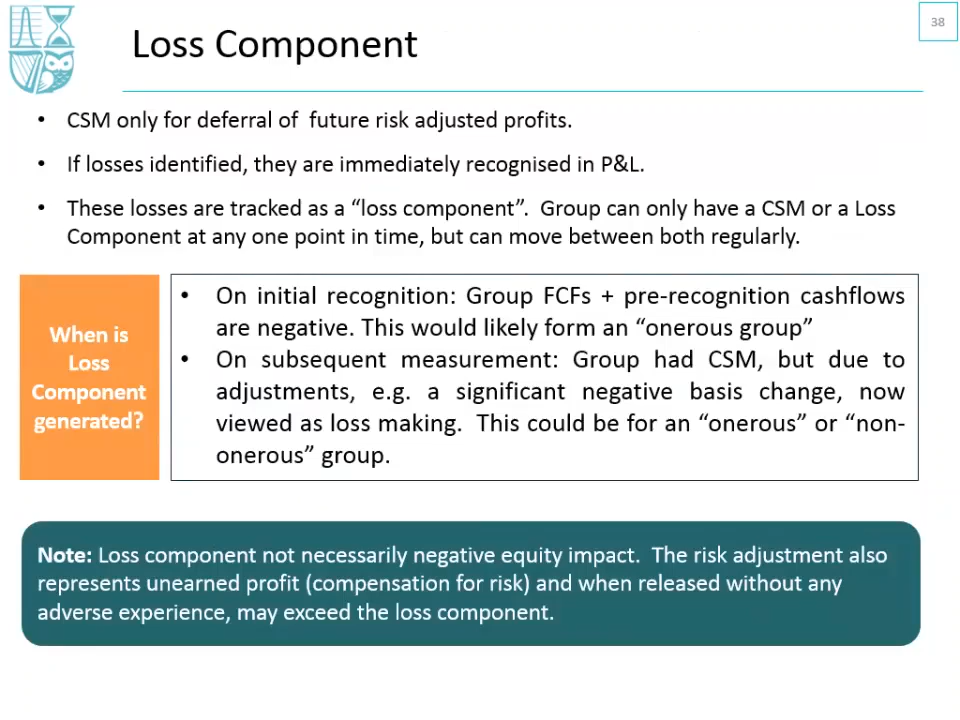 38
Loss Component
• CSM only for deferral of  future risk adjusted profits.
• If losses identified, they are immediately recognised in P&L.
• These losses are tracked as a “loss component”.  Group can only have a CSM or a Loss
Component at any one point in time, but can move between both regularly.
When is
Loss
Component
generated?
• On initial recognition: Group FCFs + pre-recognition cashflows
are negative. This would likely form an “onerous group”
• On subsequent measurement: Group had CSM, but due to
adjustments, e.g. a significant negative basis change, now
viewed as loss making.  This could be for an “onerous” or “non-
onerous” group.
Note: Loss component not necessarily negative equity impact.  The risk adjustment also
represents unearned profit (compensation for risk) and when released without any
adverse experience, may exceed the loss component.